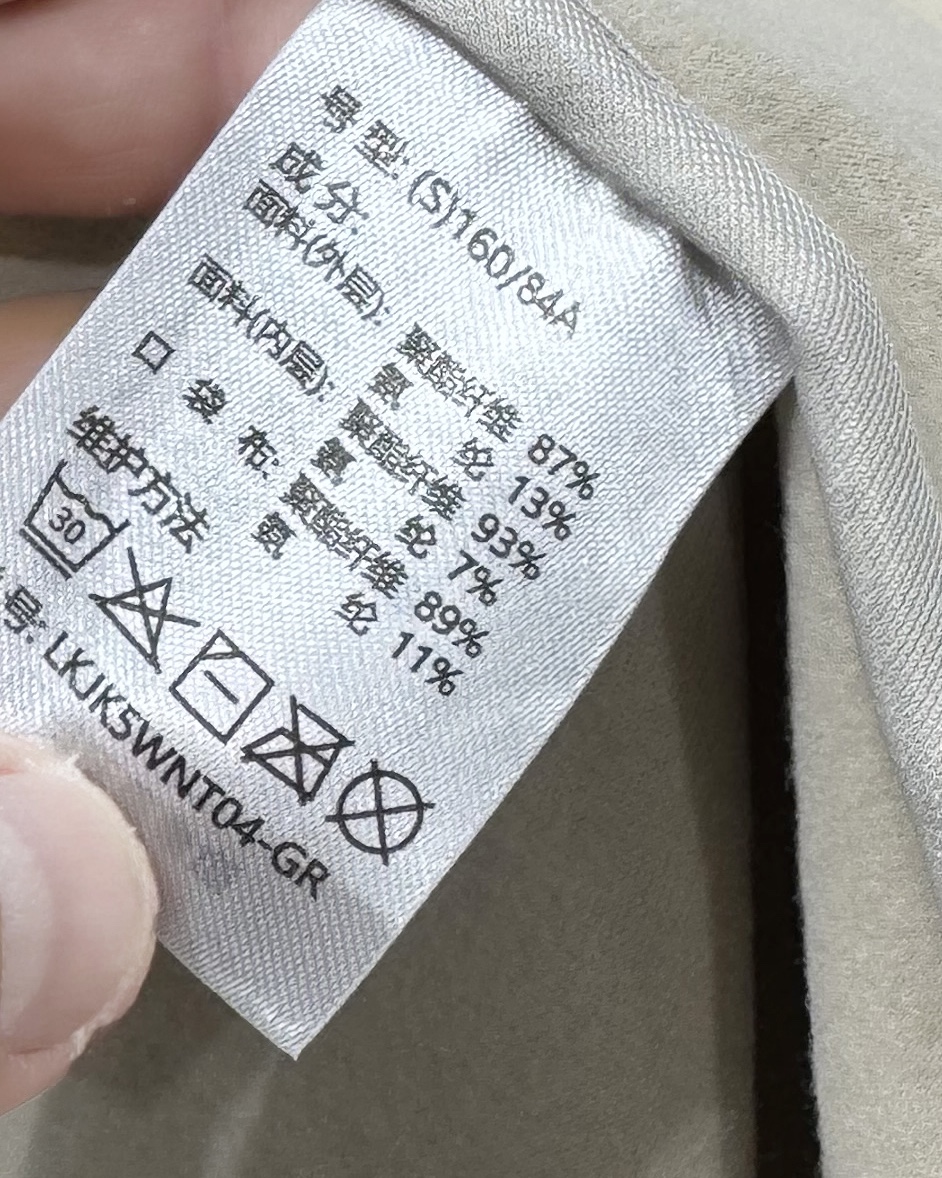 号 型: (S)160/84A
成 分:
面料(外层): 聚酯纤维 87%
氨 纶 13%
面料(内层): 聚酯纤维 93%
氨 纶 7%
口 袋 布: 聚酯纤维 89%
氨 纶 11%
维护方法
30
号: LKJK5WNT04-GR